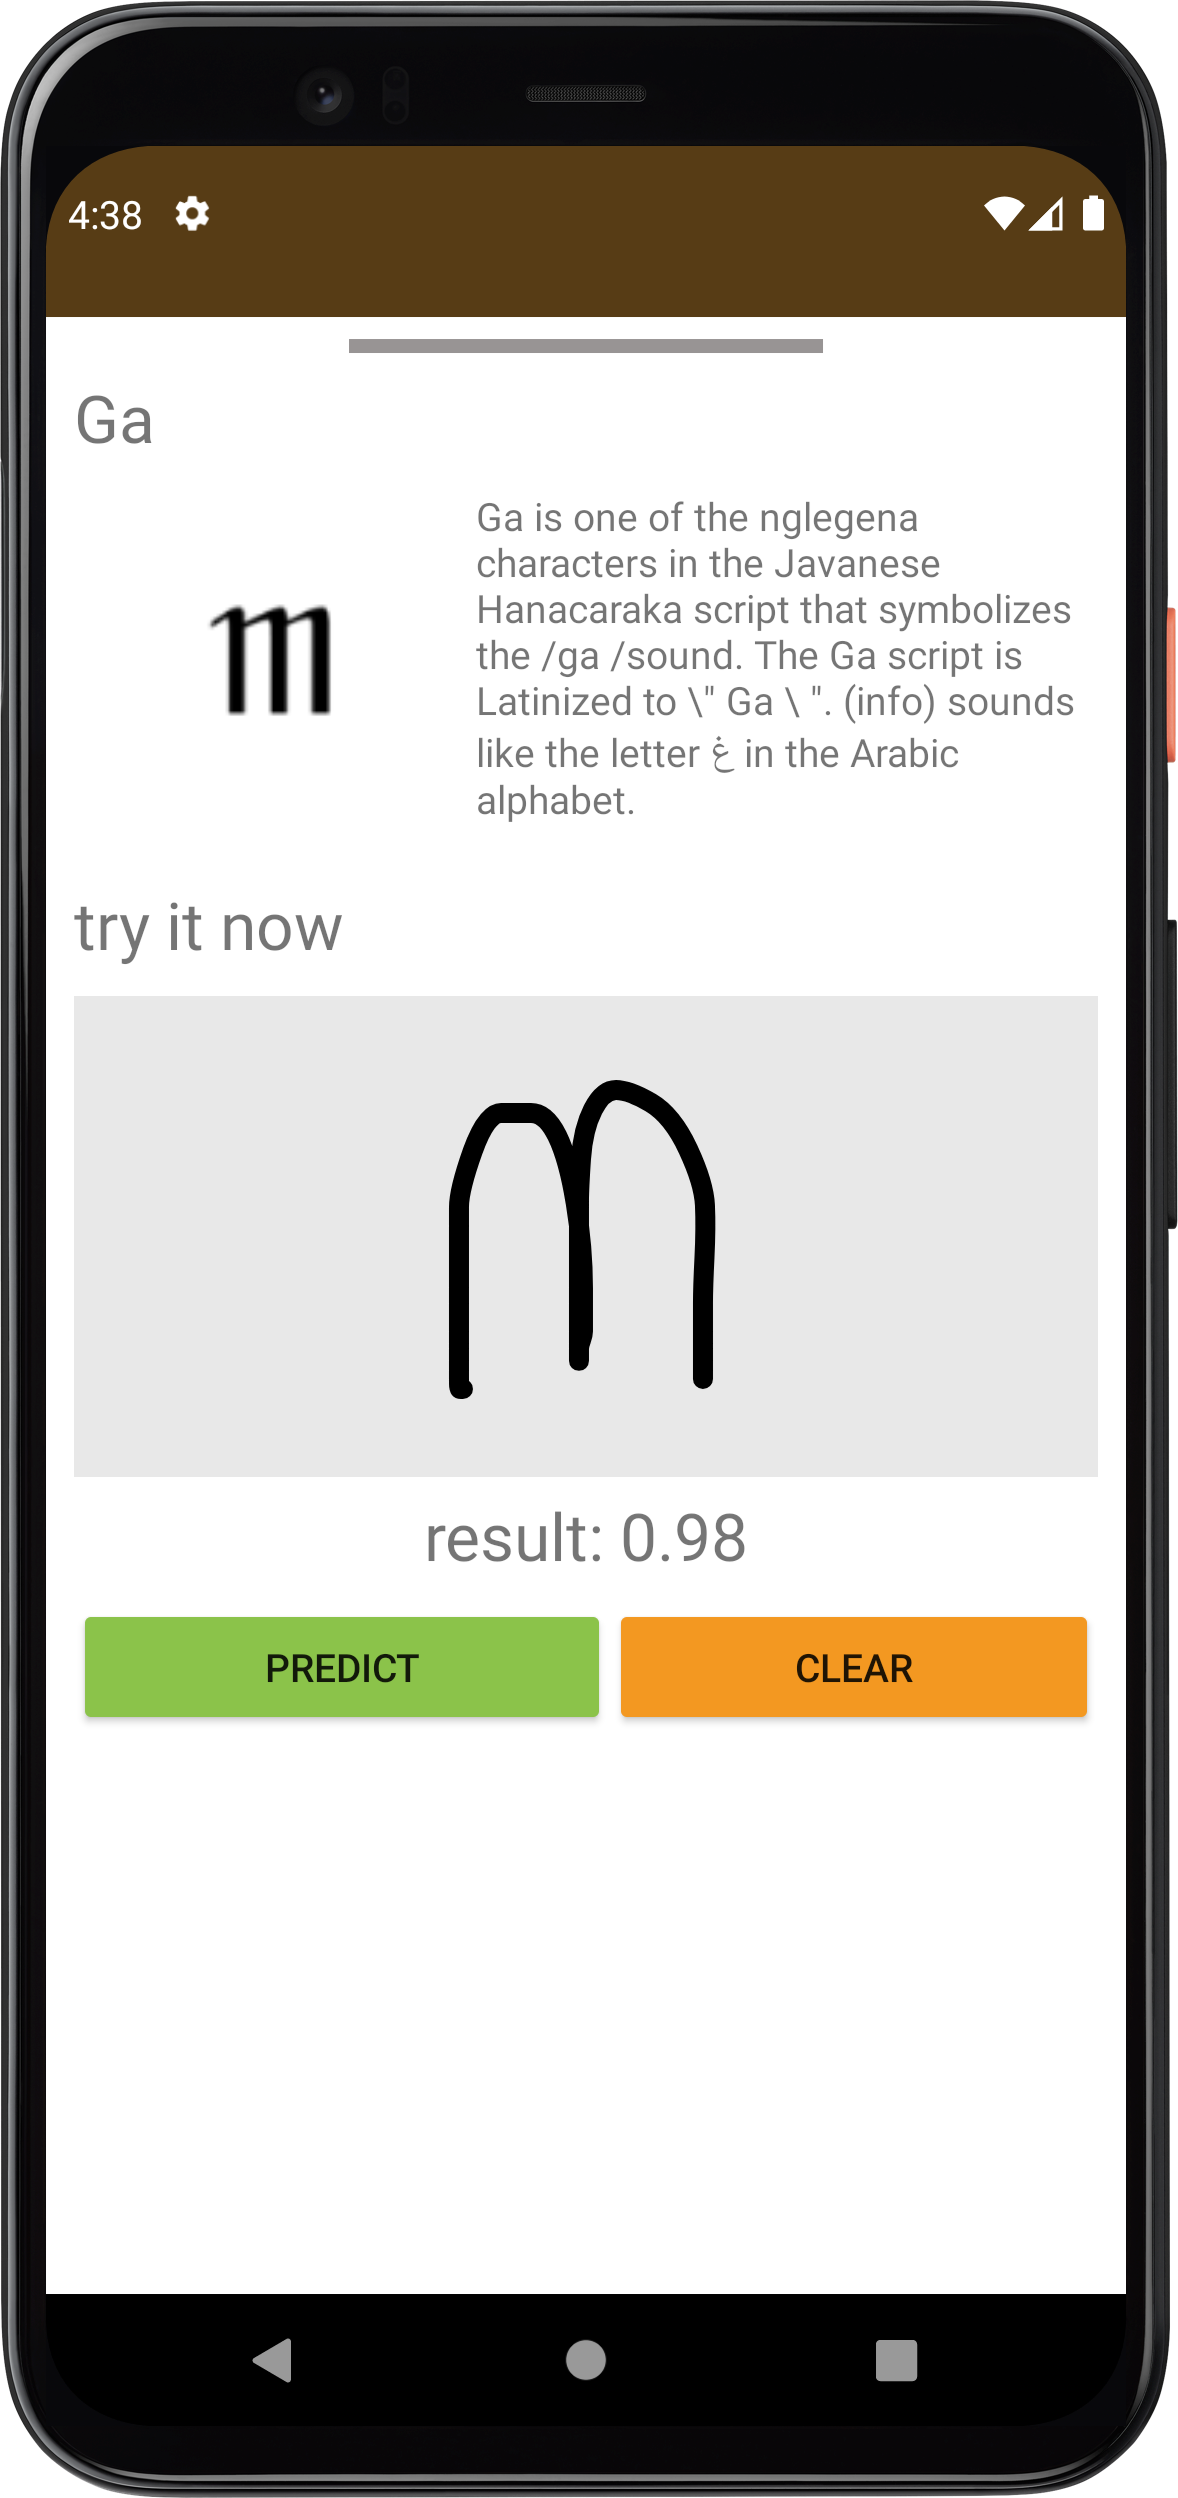 4:38
Ga
ꦒ
Ga is one of the nglegena
characters in the Javanese
Hanacaraka script that symbolizes
the /ga /sound. The Ga script is
Latinized to \" Ga \ ". (info) sounds
like the letter غ in the Arabic
alphabet.
try it now
ꦒ
result: 0.98
PREDICT
CLEAR